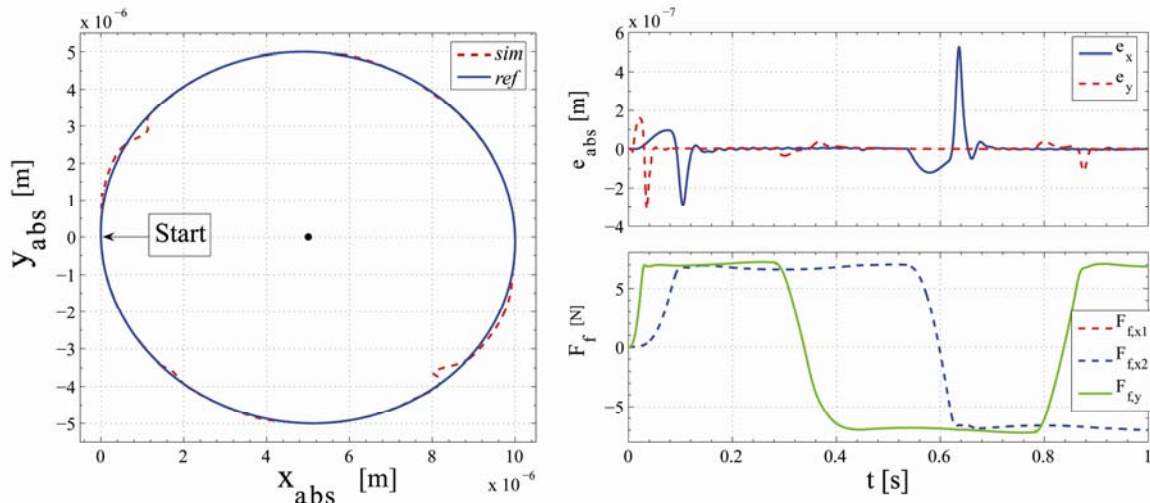 x 10⁻⁶
5
4
3
2
1
0
−1
−2
−3
−4
−5
y_abs [m]
sim
ref
Start
0 2 4 6 8 10
x_abs [m]
x 10⁻⁶
x 10⁻⁷
6
4
2
0
−2
−4
e_abs [m]
e_x
e_y
5
0
−5
F_f [N]
F_f,x1
F_f,x2
F_f,y
0 0.2 0.4 0.6 0.8 1
t [s]